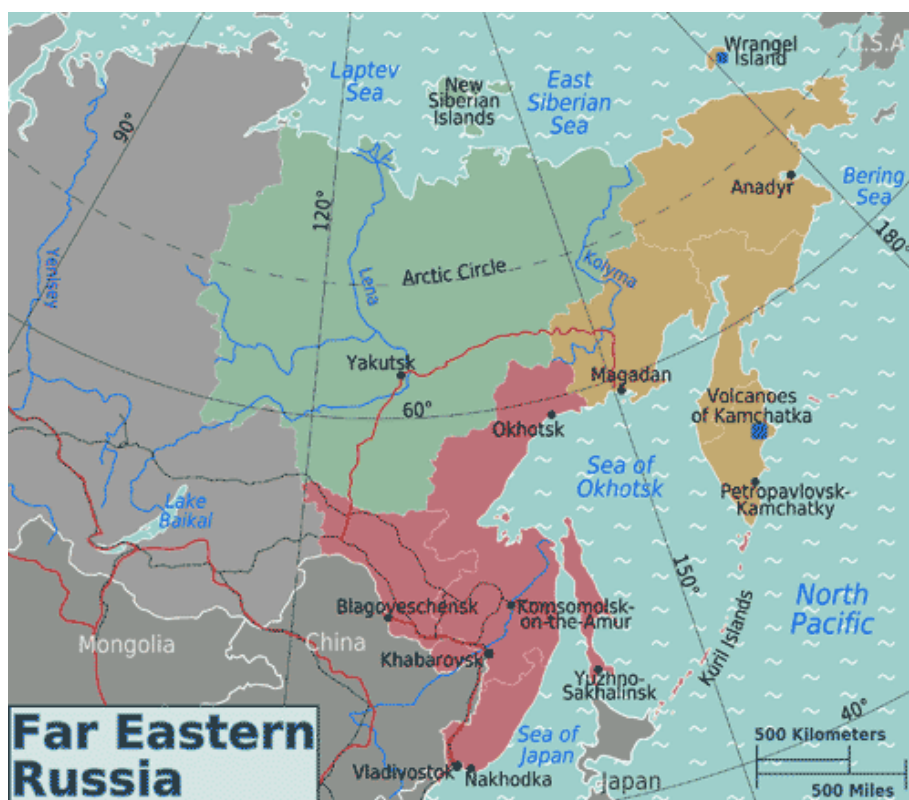 Wrangel
Island
U.S.A
Laptev
Sea
New
Siberian
Islands
East
Siberian
Sea
90°
120°
Anadyr
Bering
Sea
180°
Yenisey
Lena
Arctic Circle
Kolyma
Yakutsk
60°
Magadan
Okhotsk
Volcanoes
of Kamchatka
Sea of
Okhotsk
Petropavlovsk-
Kamchatky
Lake
Baikal
150°
North
Pacific
Blagoveschensk
Komsomolsk-
on-the-Amur
Mongolia
China
Khabarovsk
Kuril Islands
Yuzhno-
Sakhalinsk
Far Eastern
Russia
Sea of
Japan
40°
500 Kilometers
Vladivostok
Nakhodka
Japan
500 Miles